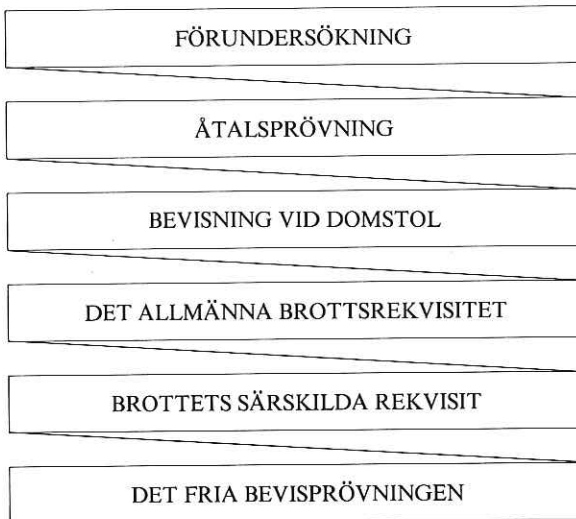 FÖRUNDERSÖKNING
ÅTALSPRÖVNING
BEVISNING VID DOMSTOL
DET ALLMÄNNA BROTTSREKVISITET
BROTTETS SÄRSKILDA REKVISIT
DET FRIA BEVISPRÖVNINGEN